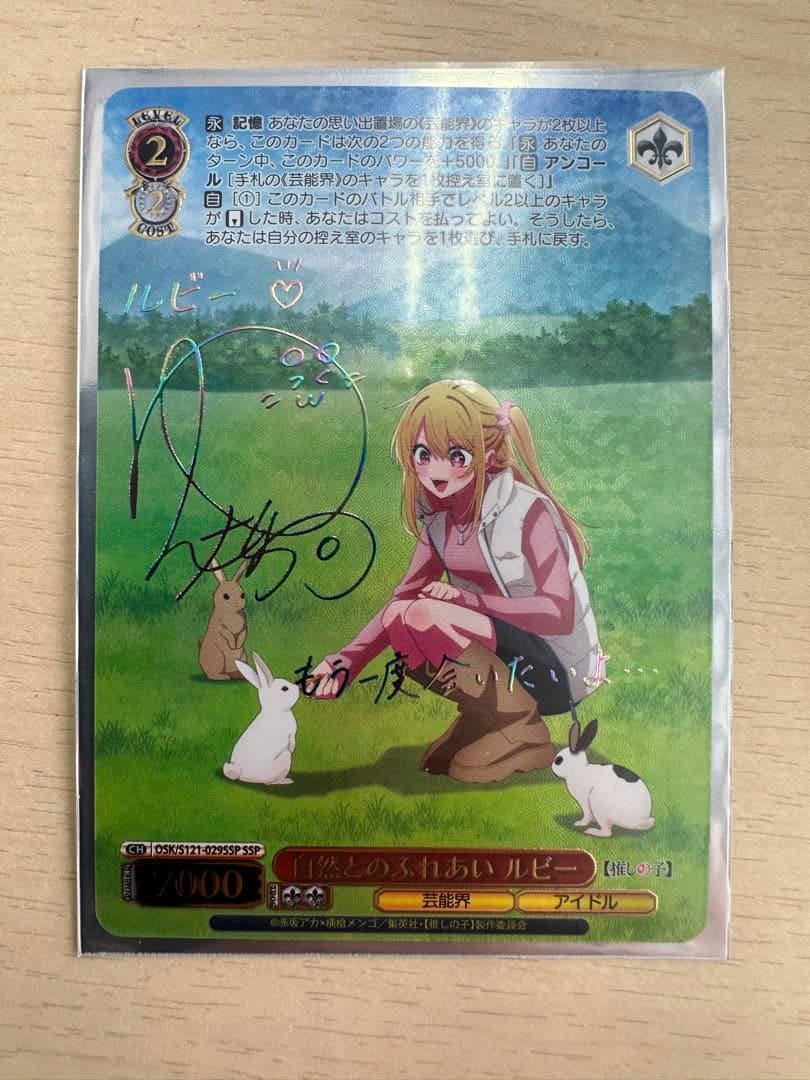 LEVEL
2
2
COST
永 記憶 あなたの思い出置場の《芸能界》のキャラが2枚以上
なら、このカードは次の2つの能力を得る。『永 あなたの
ターン中、このカードのパワーを+5000。』『自 アンコー
ル [手札の《芸能界》のキャラを1枚控え室に置く]』
自 [①] このカードのバトル相手でレベル2以上のキャラ
が した時、あなたはコストを払ってよい。そうしたら、
あなたは自分の控え室のキャラを1枚選び、手札に戻す。
ルビー ♡
もう一度会いたいよ…
CH OSK/S121-029SSP SSP
7000
自然とのふれあい ルビー
【推しの子】
芸能界
アイドル
©赤坂アカ×横槍メンゴ/集英社・【推しの子】製作委員会